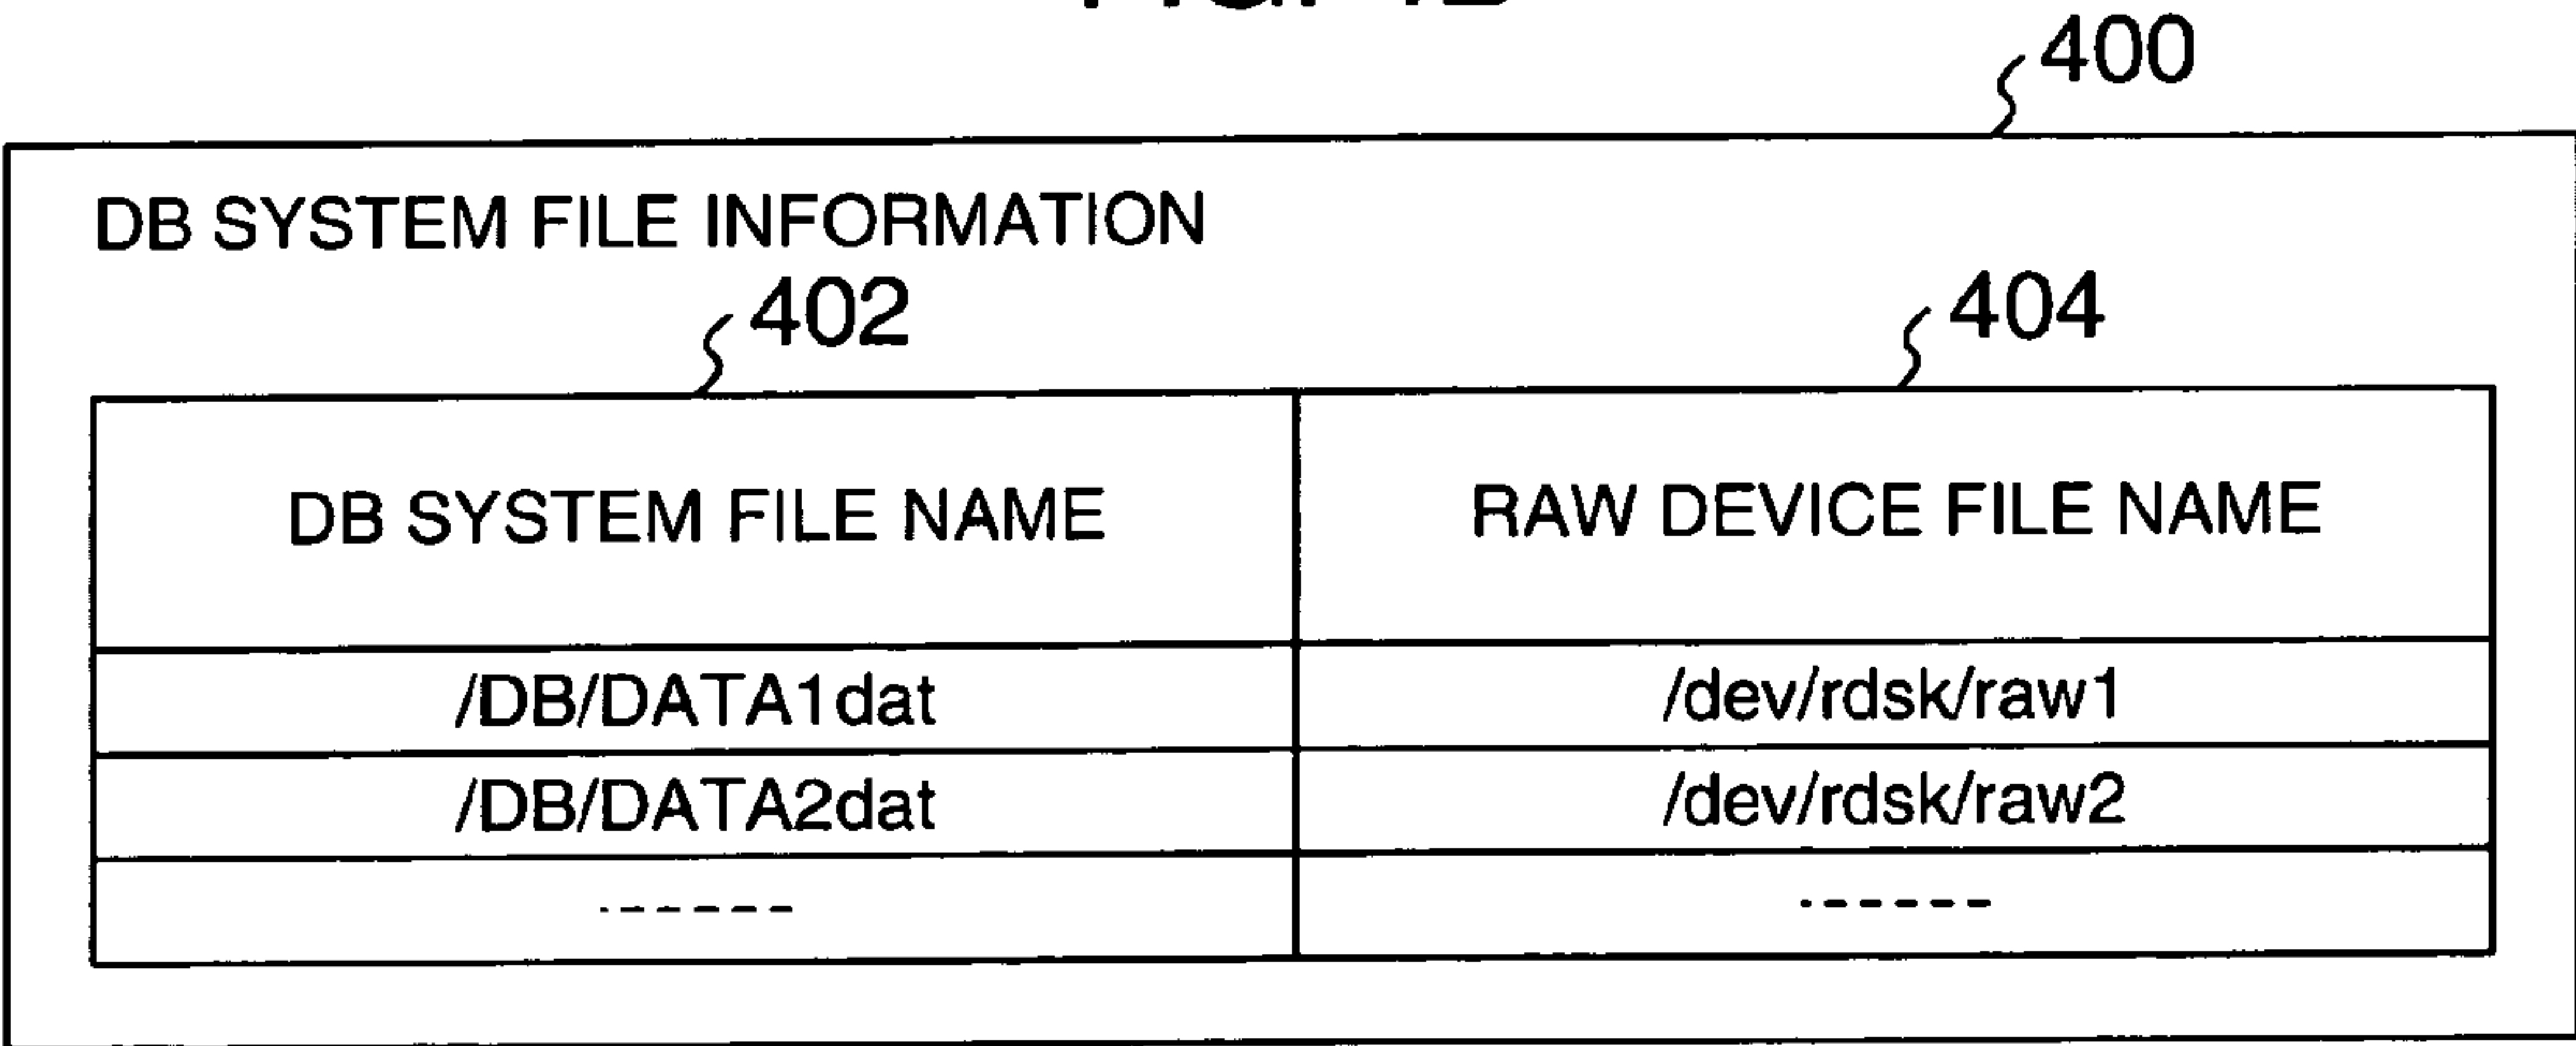 400
DB SYSTEM FILE INFORMATION
402
404
DB SYSTEM FILE NAME
RAW DEVICE FILE NAME
/DB/DATA1dat
/dev/rdsk/raw1
/DB/DATA2dat
/dev/rdsk/raw2
------
------